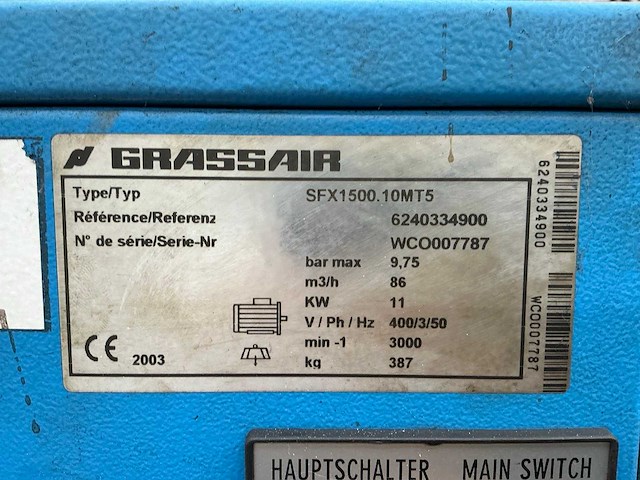 GRASSAIR
Type/Typ SFX1500.10MT5
Référence/Referenz 6240334900
N° de série/Serie-Nr WCO007787
bar max 9,75
m3/h 86
KW 11
V / Ph / Hz 400/3/50
min -1 3000
kg 387
CE 2003
6240334900
WCO007787
HAUPTSCHALTER MAIN SWITCH